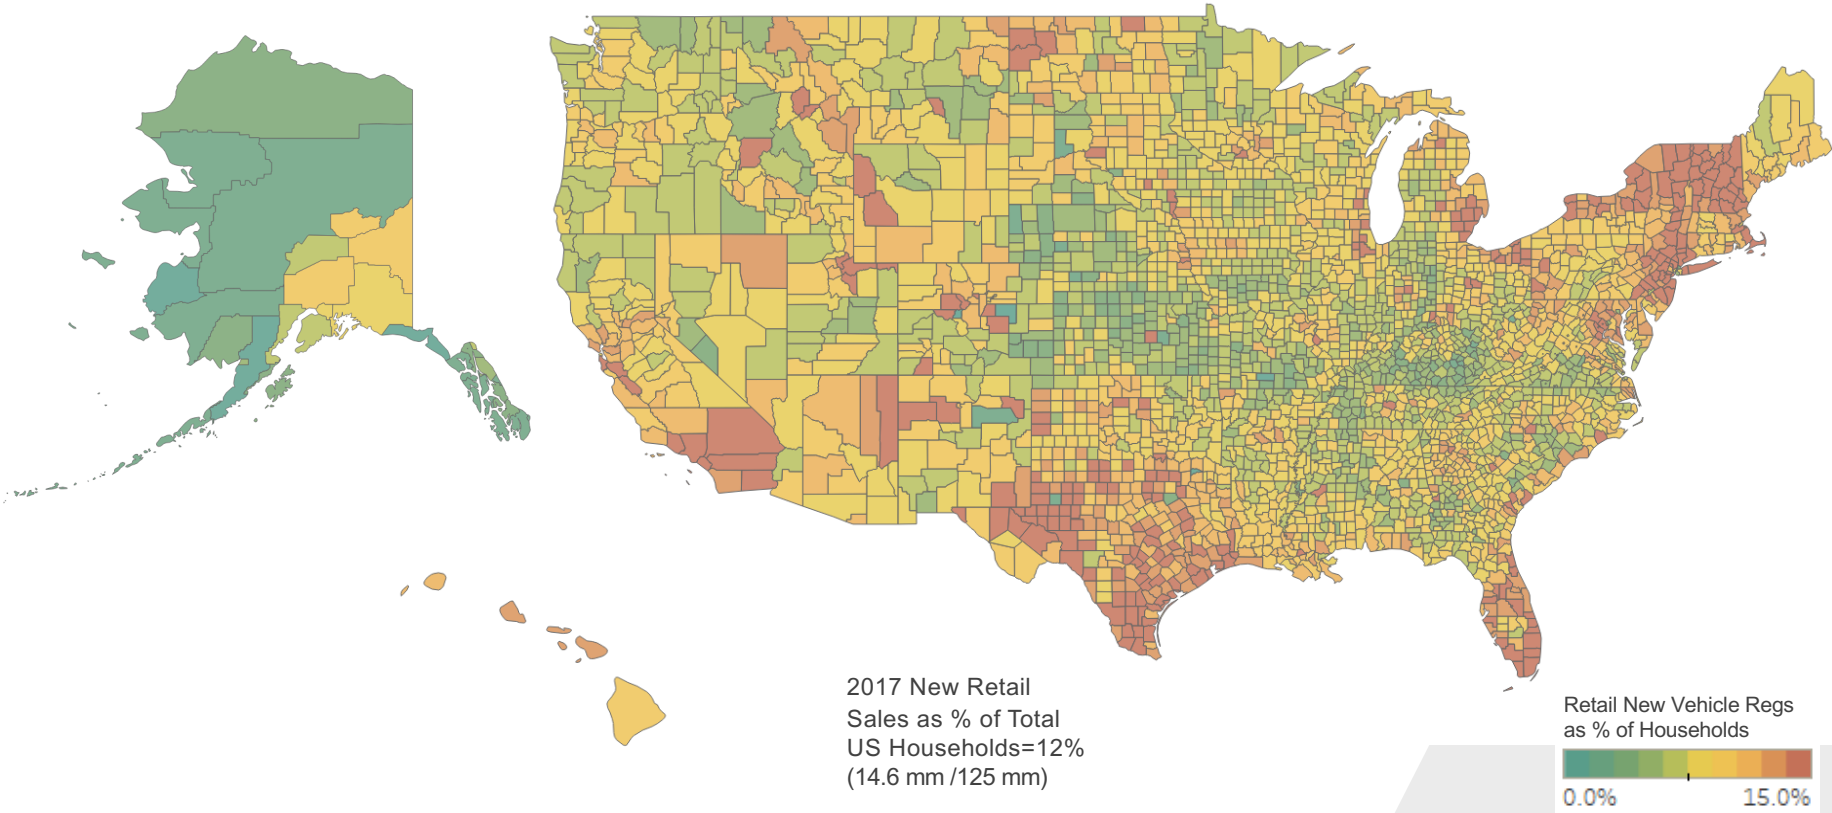 2017 New Retail
Sales as % of Total
US Households=12%
(14.6 mm /125 mm)
Retail New Vehicle Regs
as % of Households
0.0% 15.0%